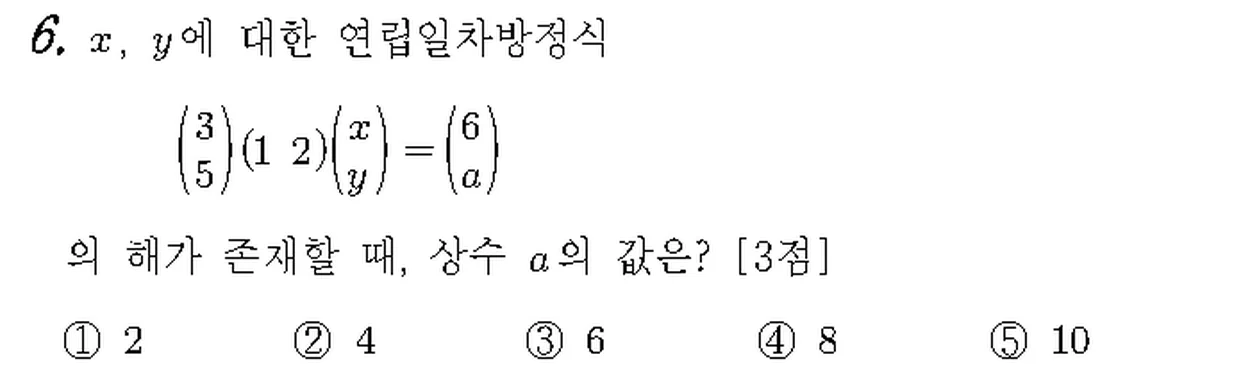 6. x, y에 대한 연립일차방정식
(3 5)(1 2)(x y) = (6 a)
의 해가 존재할 때, 상수 a의 값은? [3점]
① 2 ② 4 ③ 6 ④ 8 ⑤ 10